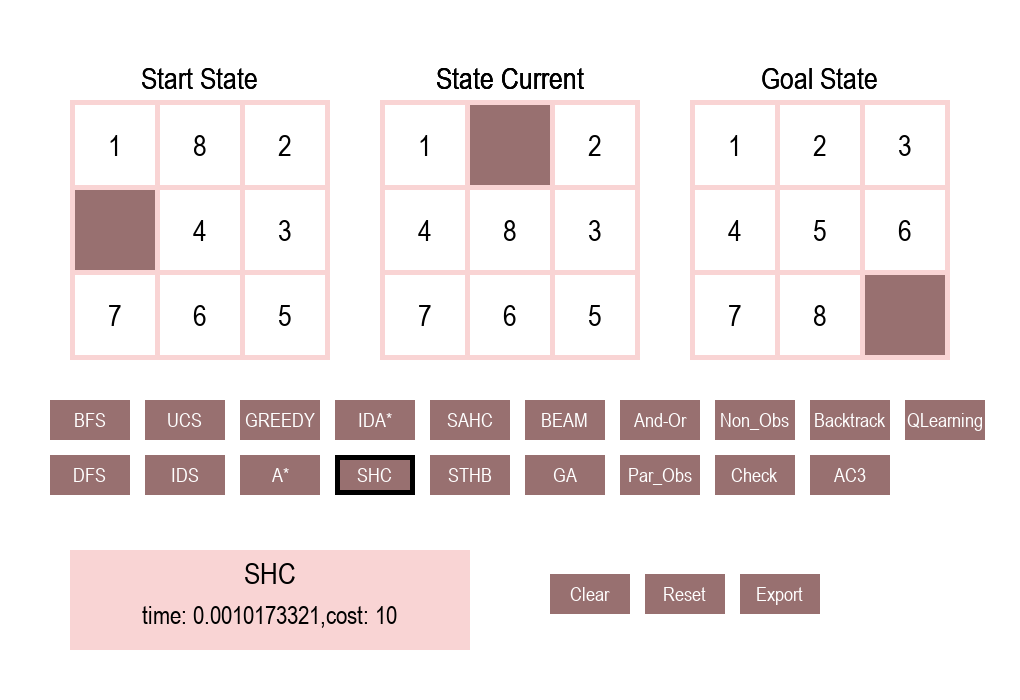 Start State State Current Goal State
1 8 2 1 2 1 2 3
4 3 4 8 3 4 5 6
7 6 5 7 6 5 7 8
BFS UCS GREEDY IDA* SAHC BEAM And-Or Non_Obs Backtrack QLearning
DFS IDS A* SHC STHB GA Par_Obs Check AC3
SHC
time: 0.0010173321,cost: 10
Clear Reset Export